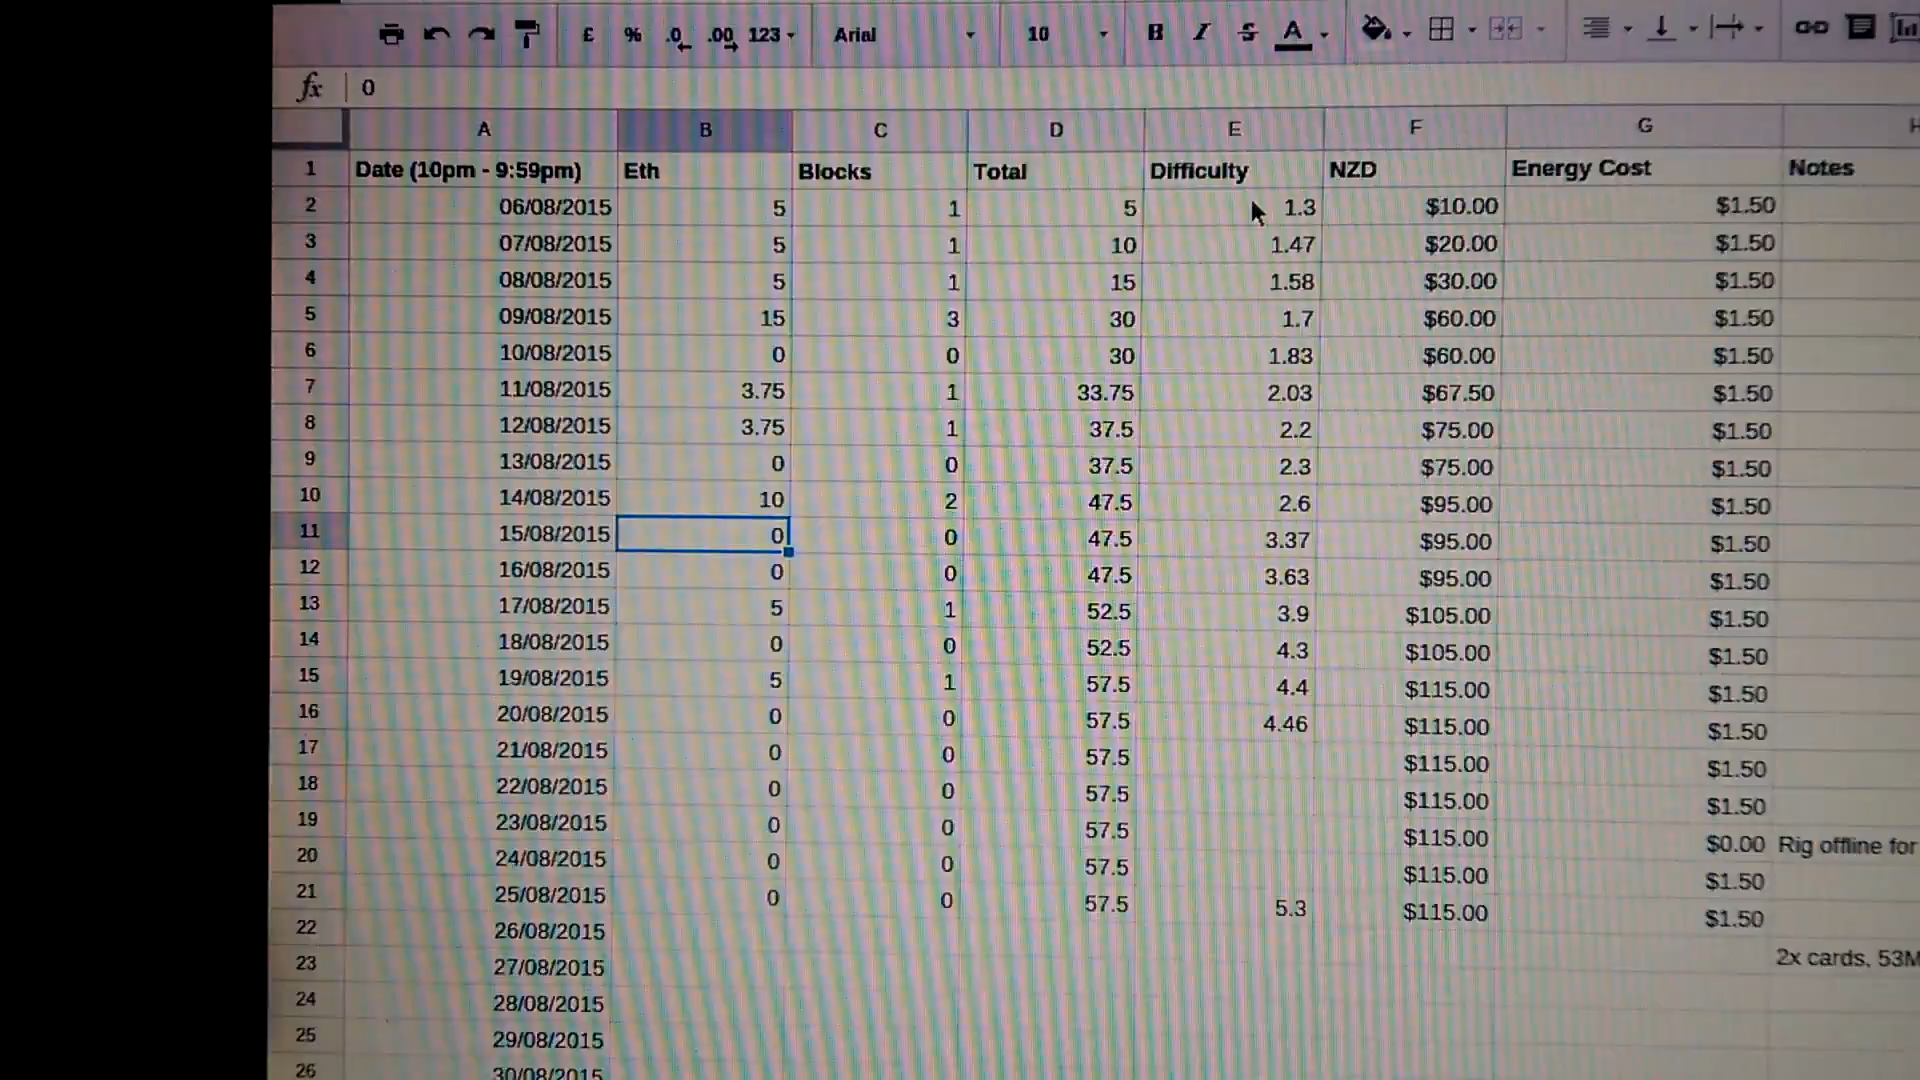 £ % .0 .00 123 Arial 10 B I S A
fx 0
A B C D E F G
1 Date (10pm - 9:59pm) Eth Blocks Total Difficulty NZD Energy Cost Notes
2 06/08/2015 5 1 5 1.3 $10.00 $1.50
3 07/08/2015 5 1 10 1.47 $20.00 $1.50
4 08/08/2015 5 1 15 1.58 $30.00 $1.50
5 09/08/2015 15 3 30 1.7 $60.00 $1.50
6 10/08/2015 0 0 30 1.83 $60.00 $1.50
7 11/08/2015 3.75 1 33.75 2.03 $67.50 $1.50
8 12/08/2015 3.75 1 37.5 2.2 $75.00 $1.50
9 13/08/2015 0 0 37.5 2.3 $75.00 $1.50
10 14/08/2015 10 2 47.5 2.6 $95.00 $1.50
11 15/08/2015 0 0 47.5 3.37 $95.00 $1.50
12 16/08/2015 0 0 47.5 3.63 $95.00 $1.50
13 17/08/2015 5 1 52.5 3.9 $105.00 $1.50
14 18/08/2015 0 0 52.5 4.3 $105.00 $1.50
15 19/08/2015 5 1 57.5 4.4 $115.00 $1.50
16 20/08/2015 0 0 57.5 4.46 $115.00 $1.50
17 21/08/2015 0 0 57.5 $115.00 $1.50
18 22/08/2015 0 0 57.5 $115.00 $1.50
19 23/08/2015 0 0 57.5 $115.00 $0.00 Rig offline for
20 24/08/2015 0 0 57.5 $115.00 $1.50
21 25/08/2015 0 0 57.5 5.3 $115.00 $1.50
22 26/08/2015 2x cards, 53M
23 27/08/2015
24 28/08/2015
25 29/08/2015
26 30/08/2015